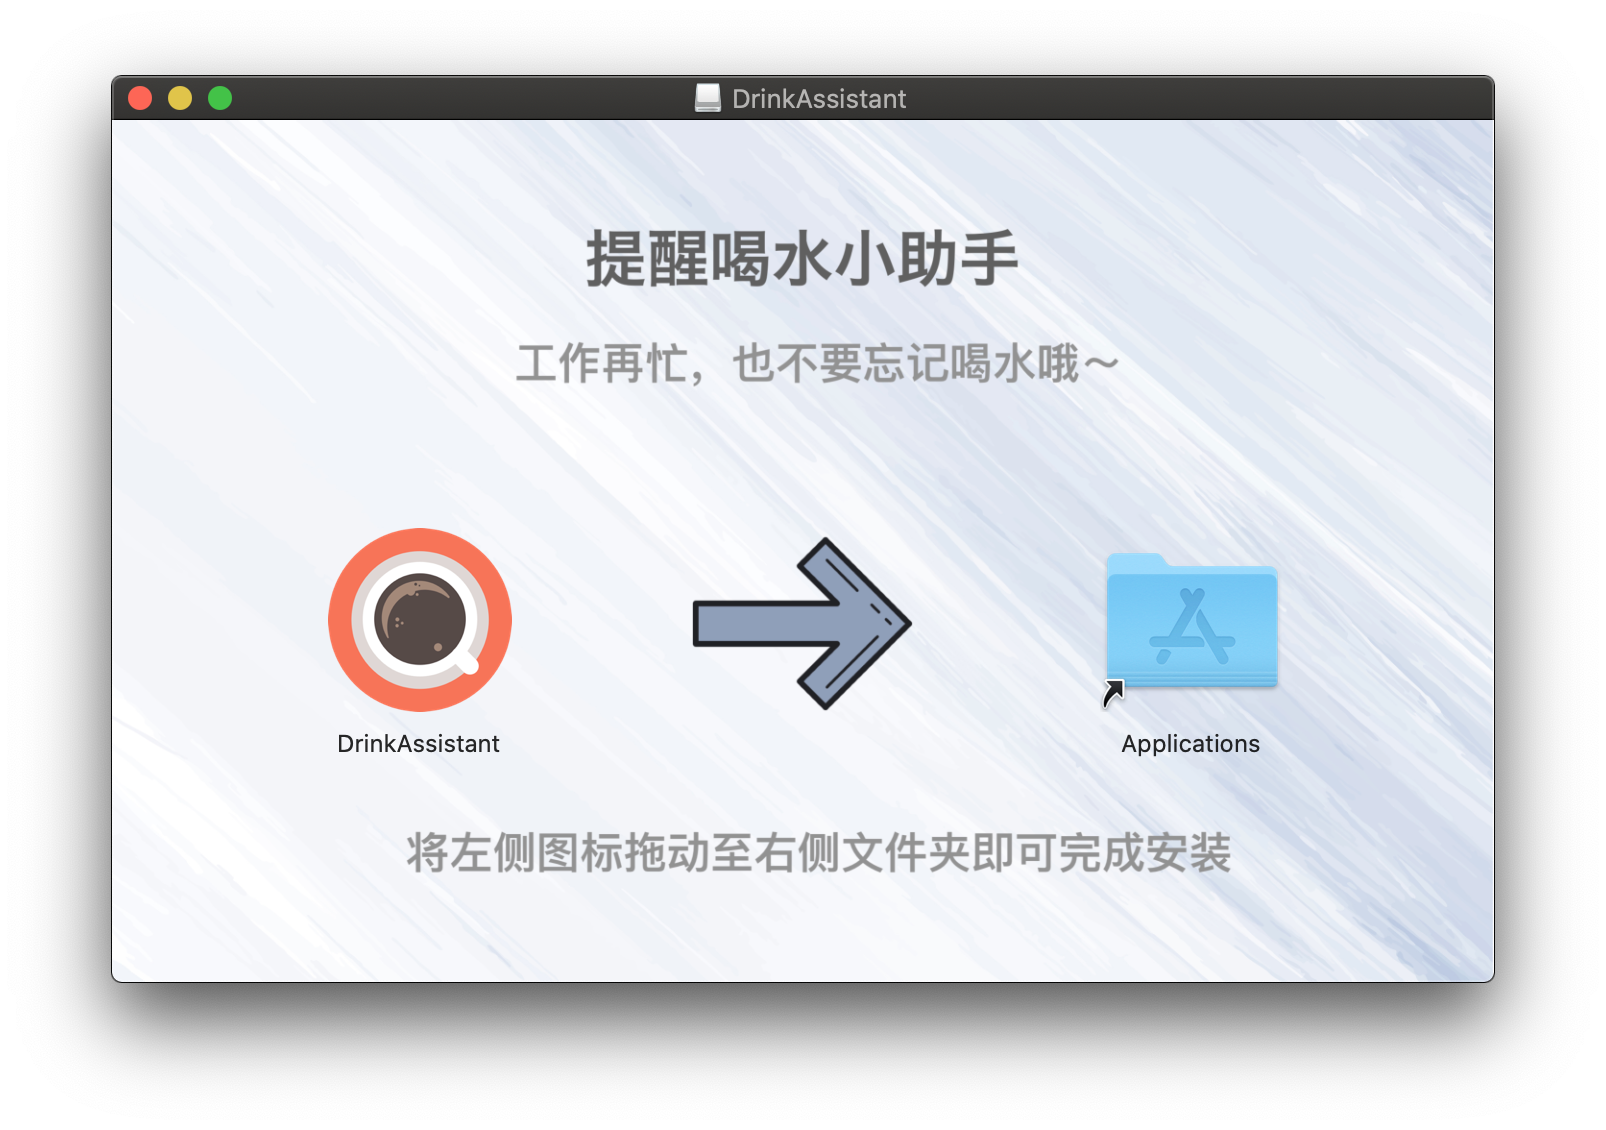 DrinkAssistant
提醒喝水小助手
工作再忙，也不要忘记喝水哦～
DrinkAssistant
Applications
将左侧图标拖动至右侧文件夹即可完成安装